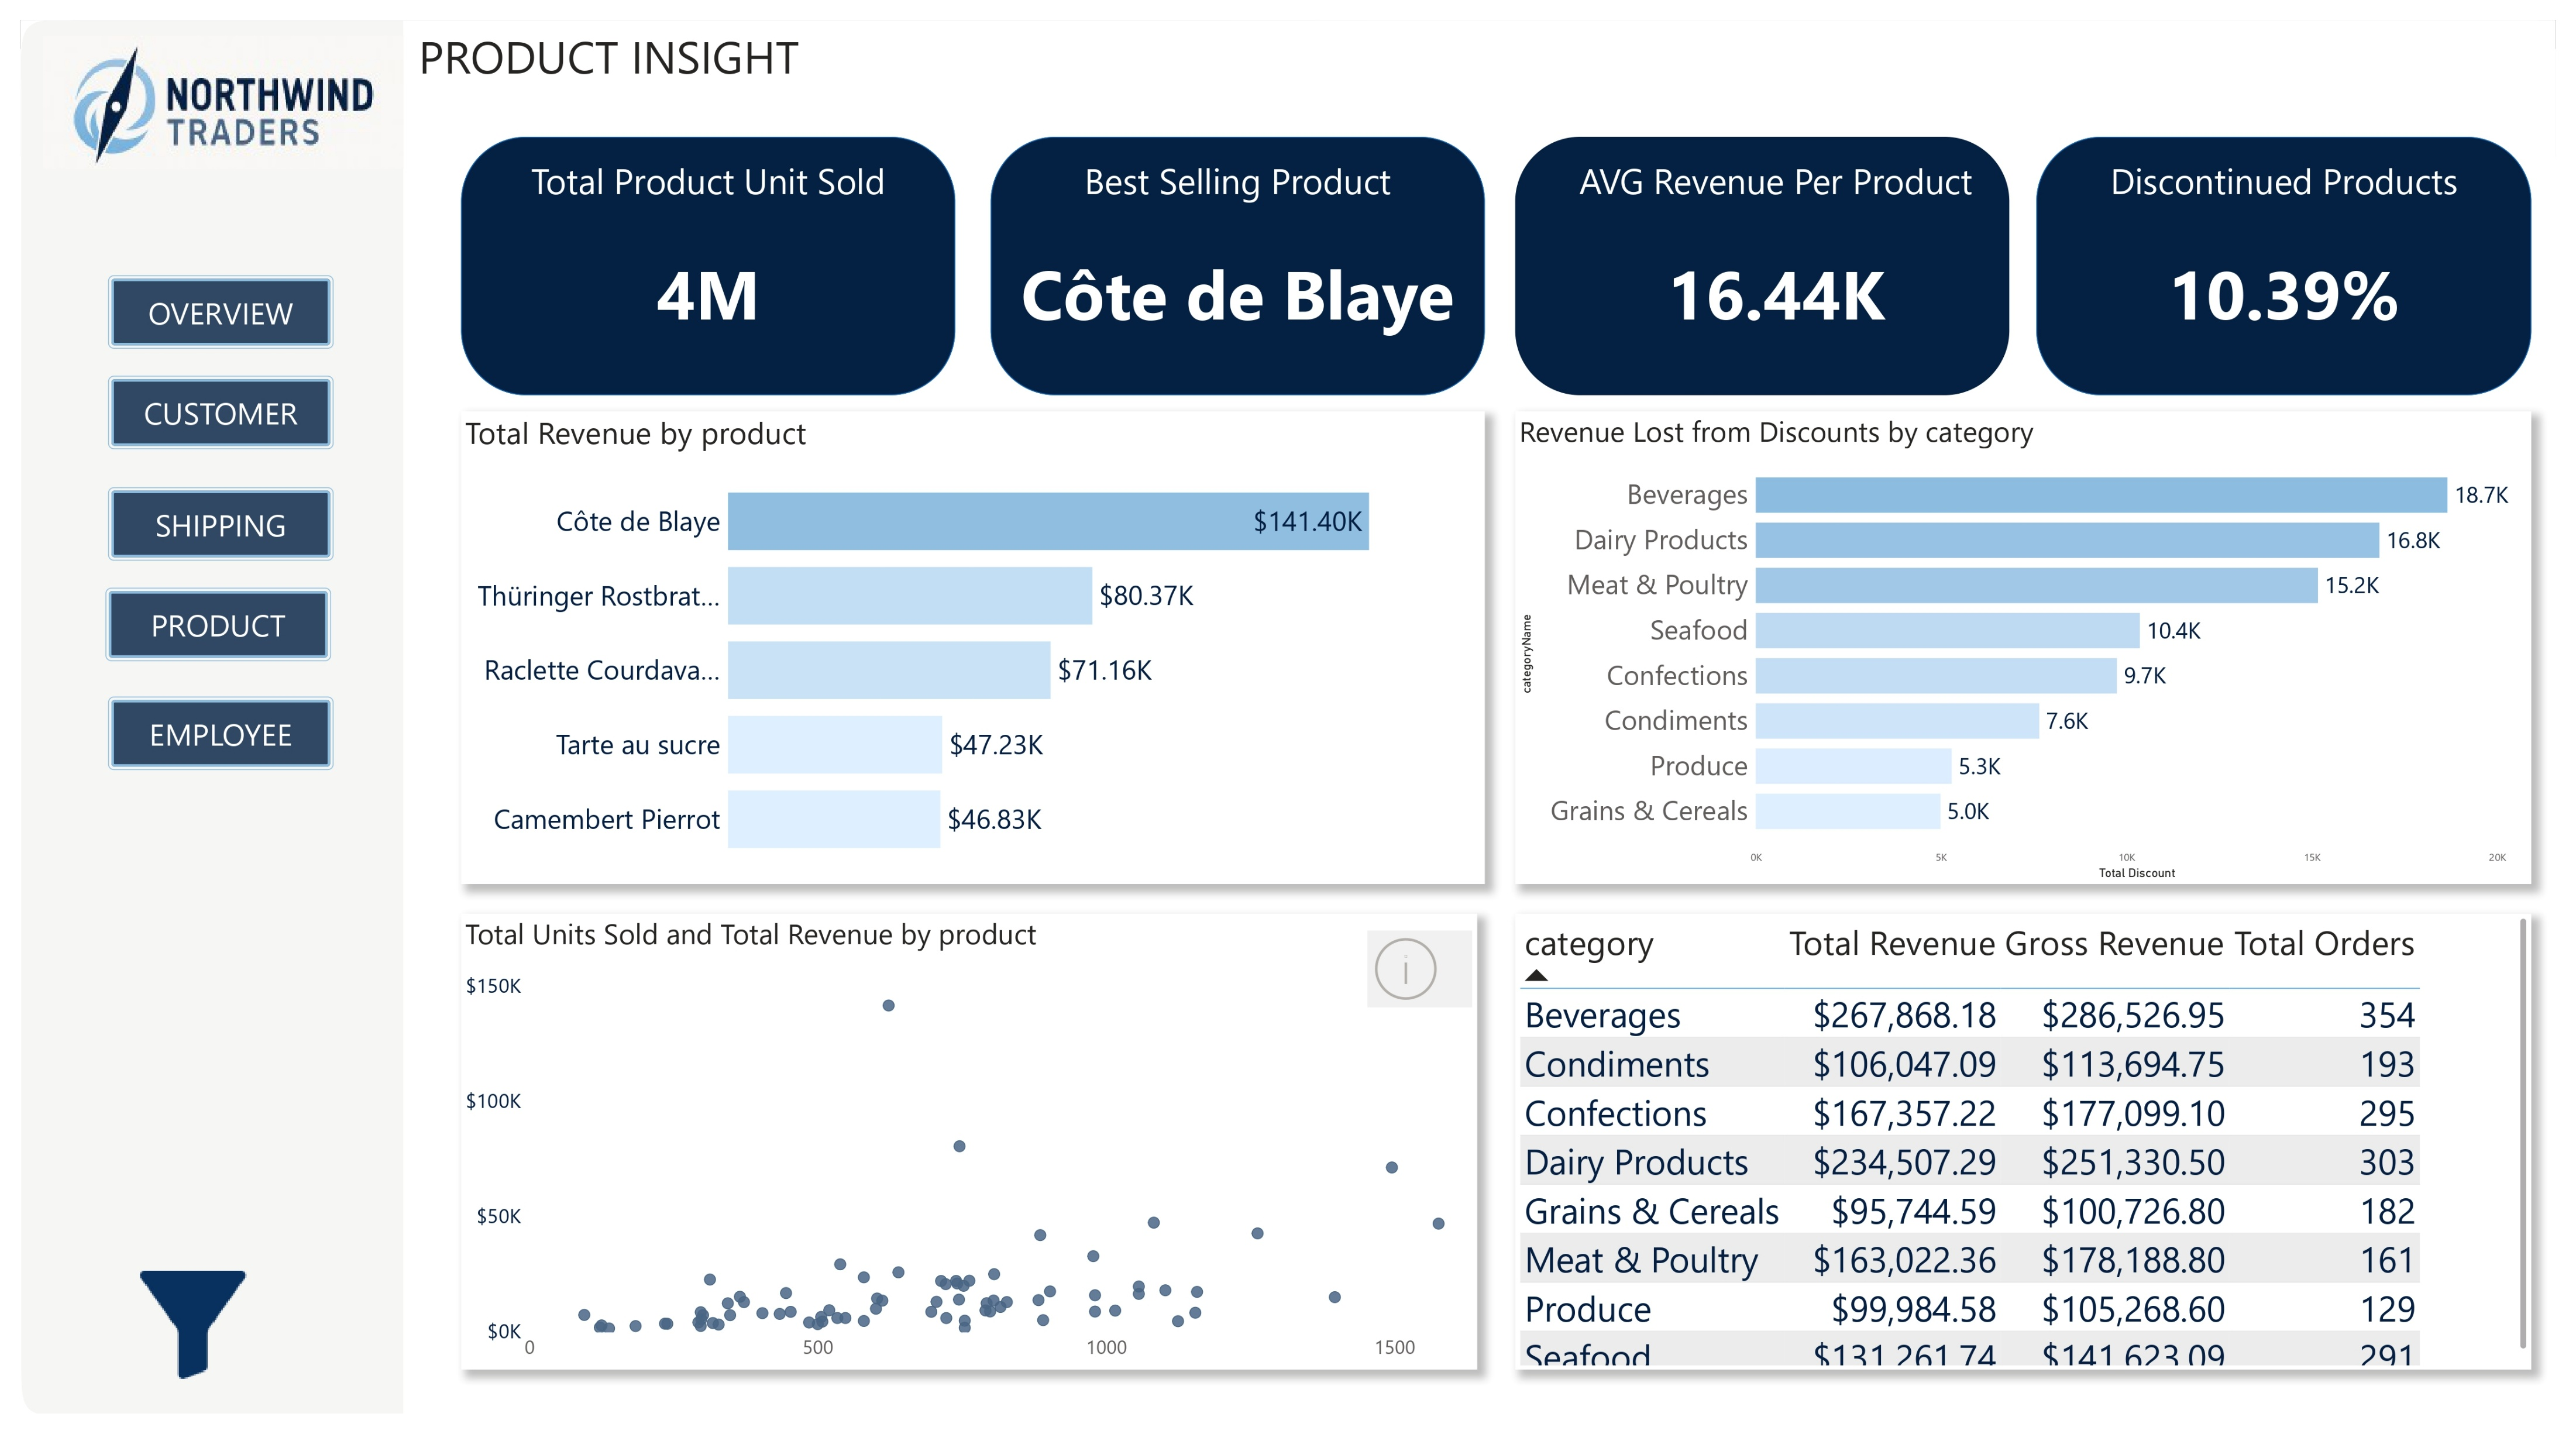 NORTHWIND
TRADERS
PRODUCT INSIGHT
OVERVIEW
CUSTOMER
SHIPPING
PRODUCT
EMPLOYEE
Total Product Unit Sold
4M
Best Selling Product
Côte de Blaye
AVG Revenue Per Product
16.44K
Discontinued Products
10.39%
Total Revenue by product
Côte de Blaye $141.40K
Thüringer Rostbrat... $80.37K
Raclette Courdava... $71.16K
Tarte au sucre $47.23K
Camembert Pierrot $46.83K
Revenue Lost from Discounts by category
categoryName
Beverages 18.7K
Dairy Products 16.8K
Meat & Poultry 15.2K
Seafood 10.4K
Confections 9.7K
Condiments 7.6K
Produce 5.3K
Grains & Cereals 5.0K
0K 5K 10K 15K 20K
Total Discount
Total Units Sold and Total Revenue by product
i
$150K
$100K
$50K
$0K
0 500 1000 1500
category Total Revenue Gross Revenue Total Orders
Beverages $267,868.18 $286,526.95 354
Condiments $106,047.09 $113,694.75 193
Confections $167,357.22 $177,099.10 295
Dairy Products $234,507.29 $251,330.50 303
Grains & Cereals $95,744.59 $100,726.80 182
Meat & Poultry $163,022.36 $178,188.80 161
Produce $99,984.58 $105,268.60 129
Seafood $131,261.74 $141,623.09 291